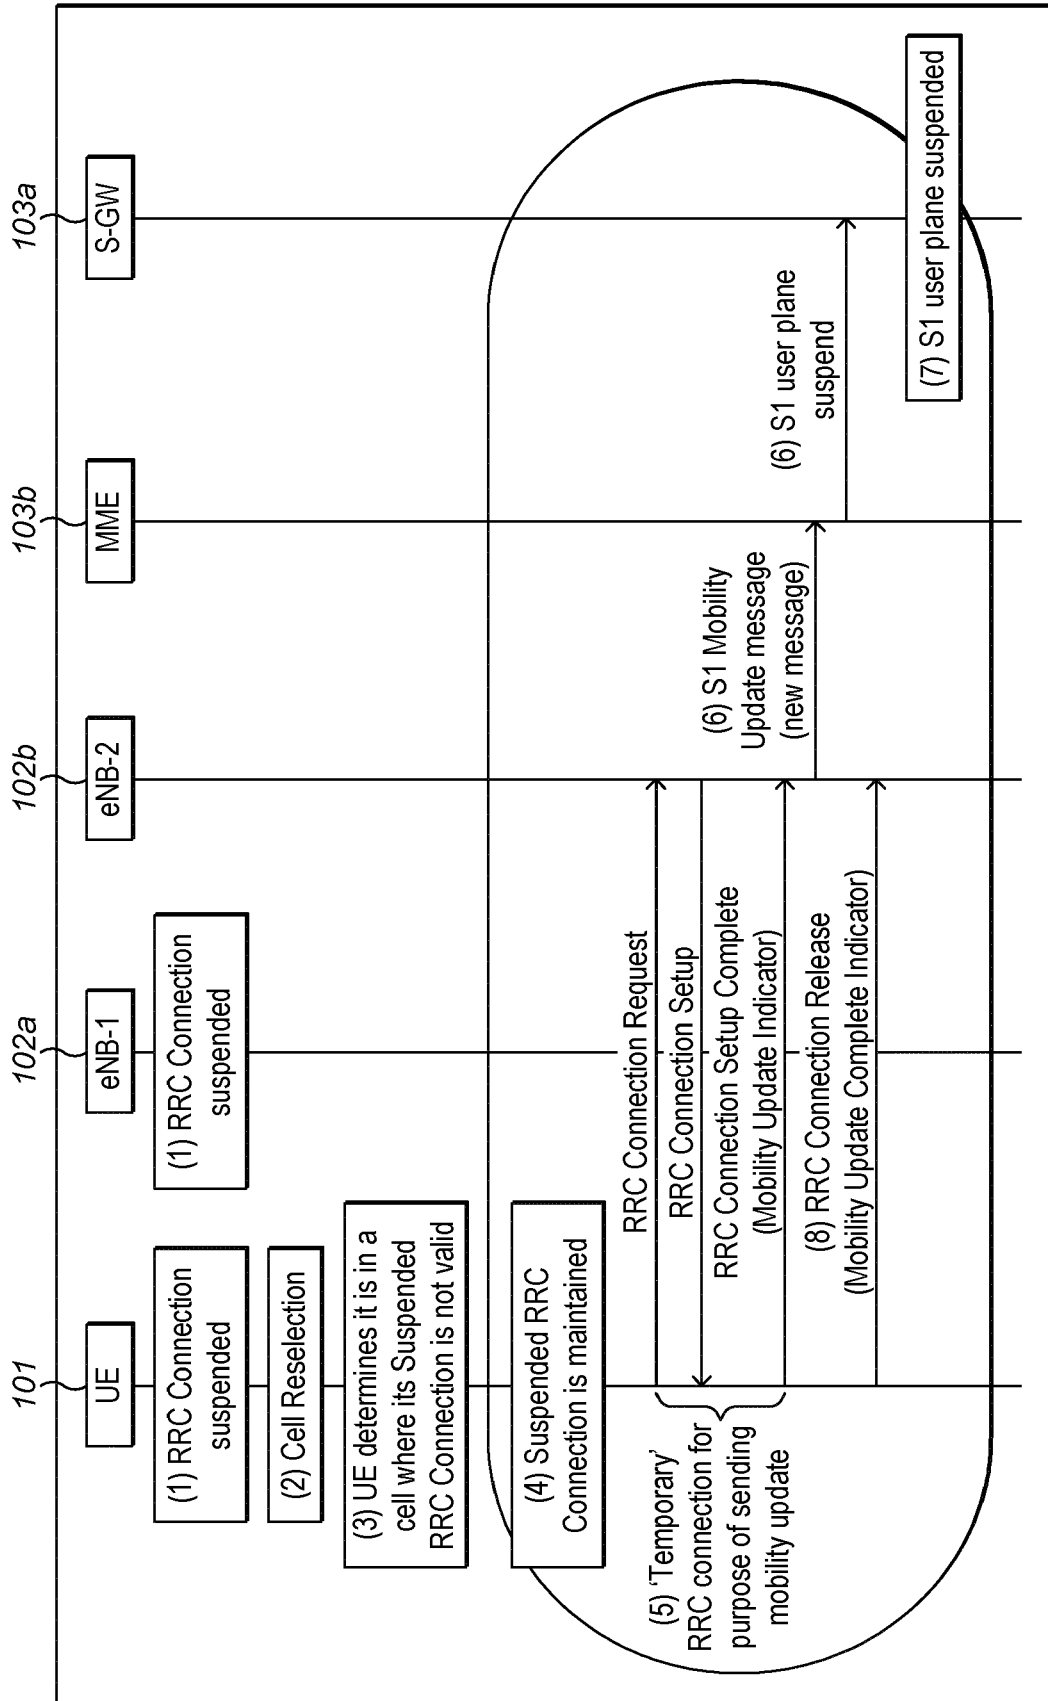 101
102a
102b
103b
103a
UE
eNB-1
eNB-2
MME
S-GW
(1) RRC Connection
suspended
(1) RRC Connection
suspended
(2) Cell Reselection
(3) UE determines it is in a
cell where its Suspended
RRC Connection is not valid
(4) Suspended RRC
Connection is maintained
(5) ‘Temporary’
RRC connection for
purpose of sending
mobility update
RRC Connection Request
RRC Connection Setup
RRC Connection Setup Complete
(Mobility Update Indicator)
(6) S1 Mobility
Update message
(new message)
(6) S1 user plane
suspend
(8) RRC Connection Release
(Mobility Update Complete Indicator)
(7) S1 user plane suspended